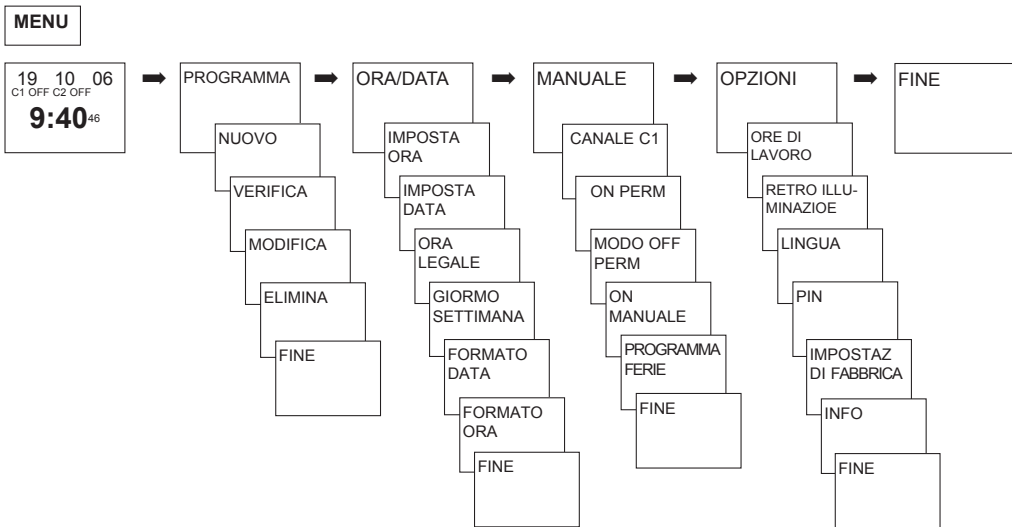 MENU
19 10 06
C1 OFF C2 OFF
9:40 46
PROGRAMMA
NUOVO
VERIFICA
MODIFICA
ELIMINA
FINE
ORA/DATA
IMPOSTA
ORA
IMPOSTA
DATA
ORA
LEGALE
GIORMO
SETTIMANA
FORMATO
DATA
FORMATO
ORA
FINE
MANUALE
CANALE C1
ON PERM
MODO OFF
PERM
ON
MANUALE
PROGRAMMA
FERIE
FINE
OPZIONI
ORE DI
LAVORO
RETRO ILLU-
MINAZIOE
LINGUA
PIN
IMPOSTAZ
DI FABBRICA
INFO
FINE
FINE